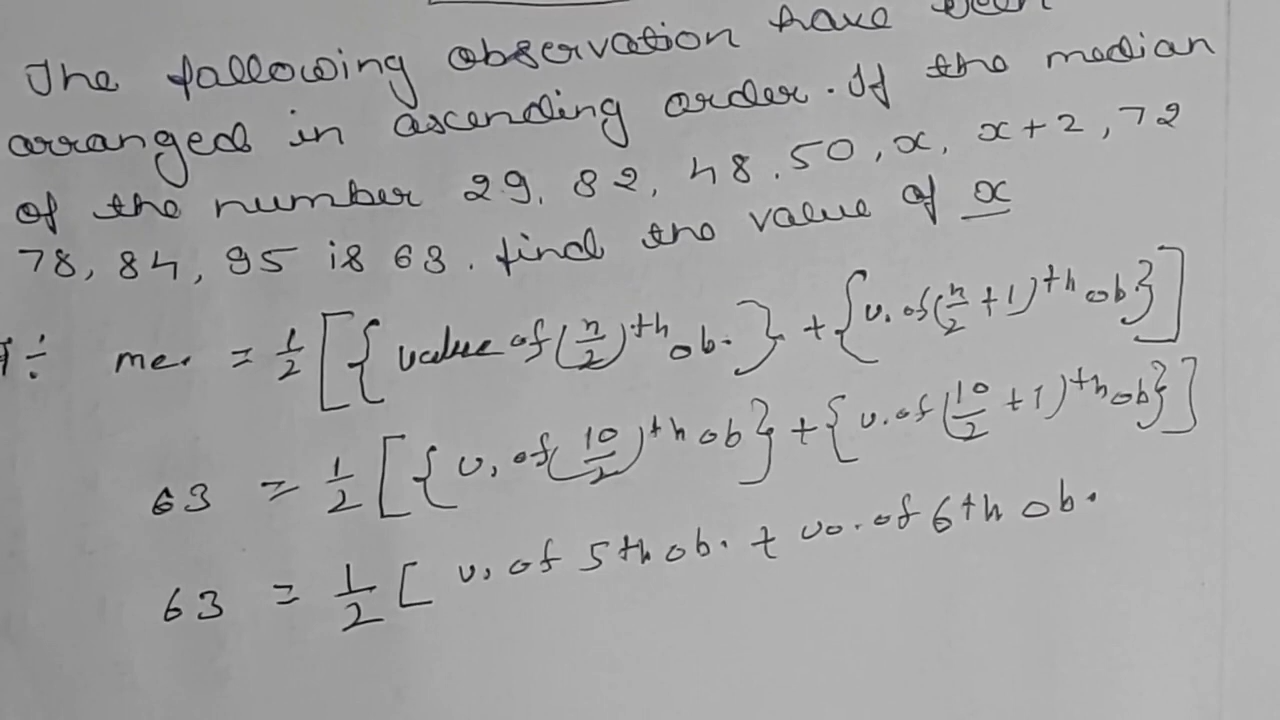 The following observation have been
arranged in ascending order. If the median
of the number 29, 82, 48, 50, x, x+2, 72
78, 84, 95 is 63. find the value of x
÷ me. = 1/2 [{value of (n/2)th ob.} + {v. of (n/2 + 1)th ob}]
63 = 1/2 [{v. of (10/2)th ob} + {v. of (10/2 + 1)th ob}]
63 = 1/2 [ v. of 5th ob. + vo. of 6th ob.